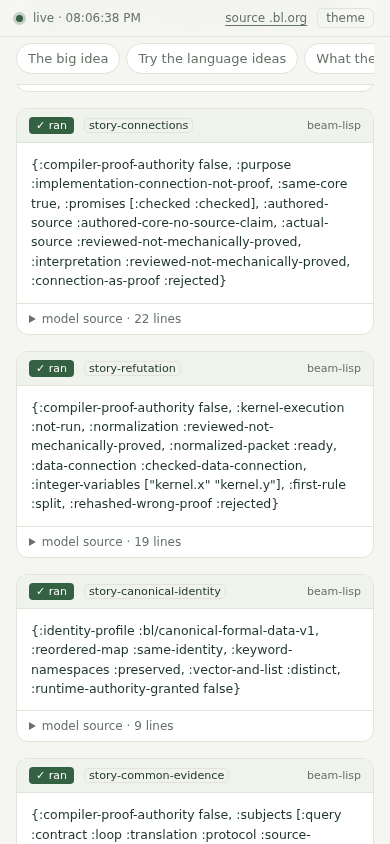 live · 08:06:38 PM
source .bl.org
theme
The big idea
Try the language ideas
What the
✓ ran
story-connections
beam-lisp
{:compiler-proof-authority false, :purpose
:implementation-connection-not-proof, :same-core
true, :promises [:checked :checked], :authored-
source :authored-core-no-source-claim, :actual-
source :reviewed-not-mechanically-proved,
:interpretation :reviewed-not-mechanically-proved,
:connection-as-proof :rejected}
▶ model source · 22 lines
✓ ran
story-refutation
beam-lisp
{:compiler-proof-authority false, :kernel-execution
:not-run, :normalization :reviewed-not-
mechanically-proved, :normalized-packet :ready,
:data-connection :checked-data-connection,
:integer-variables ["kernel.x" "kernel.y"], :first-rule
:split, :rehashed-wrong-proof :rejected}
▶ model source · 19 lines
✓ ran
story-canonical-identity
beam-lisp
{:identity-profile :bl/canonical-formal-data-v1,
:reordered-map :same-identity, :keyword-
namespaces :preserved, :vector-and-list :distinct,
:runtime-authority-granted false}
▶ model source · 9 lines
✓ ran
story-common-evidence
beam-lisp
{:compiler-proof-authority false, :subjects [:query
:contract :loop :translation :protocol :source-